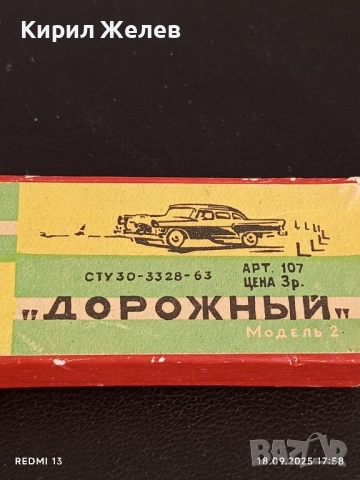 Кирил Желев
СТУ 30-3328-63
АРТ. 107
ЦЕНА 3р.
„ДОРОЖНЫЙ"
Модель 2
REDMI 13
18.09.2025 17:58
БАЗАР